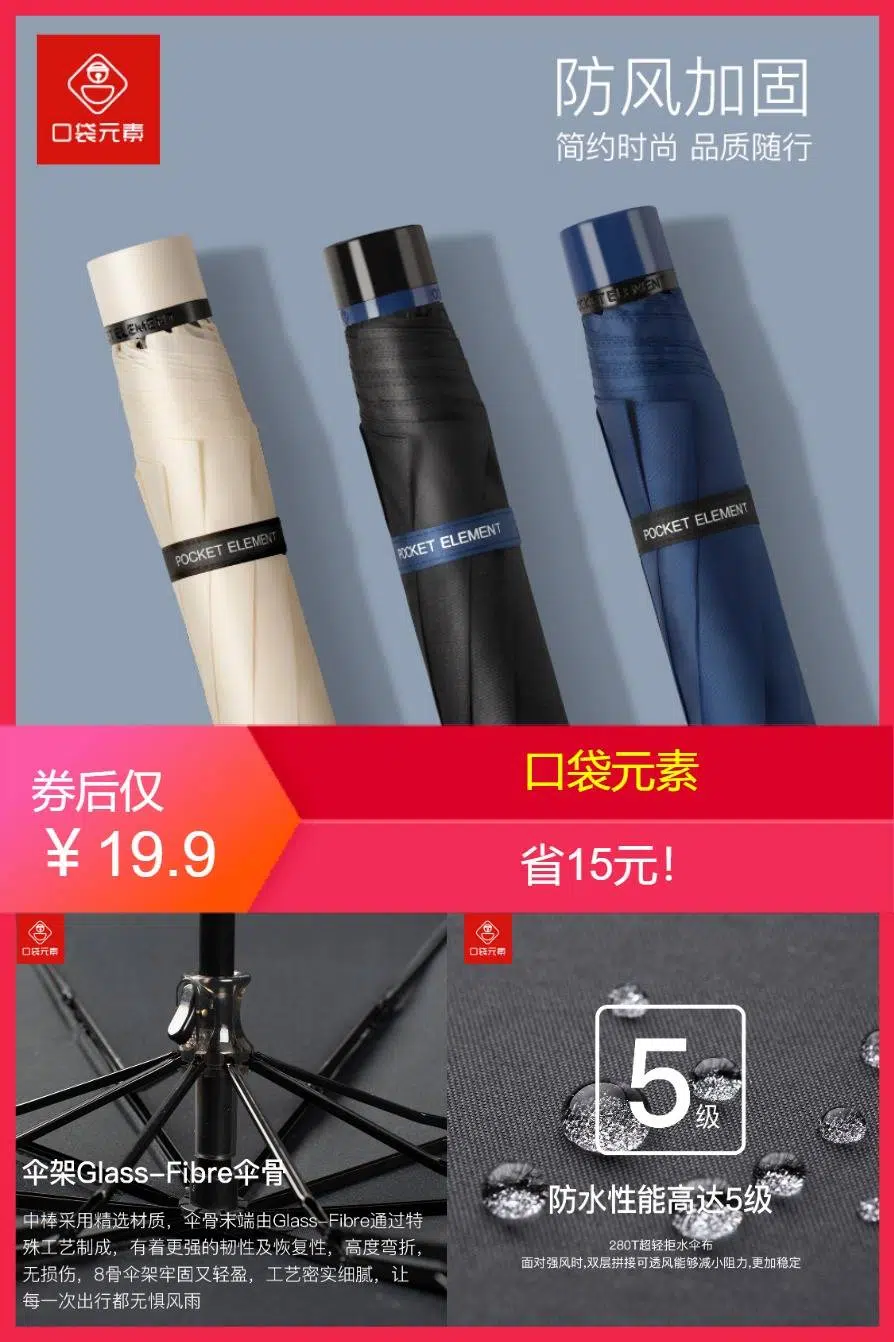 口袋元素
防风加固
简约时尚 品质随行
POCKET ELEMENT
POCKET ELEMENT
POCKET ELEMENT
券后仅
¥19.9
口袋元素
省15元!
口袋元素
伞架Glass-Fibre伞骨
中棒采用精选材质，伞骨末端由Glass-Fibre通过特
殊工艺制成，有着更强的韧性及恢复性，高度弯折，
无损伤，8骨伞架牢固又轻盈，工艺密实细腻，让
每一次出行都无惧风雨
口袋元素
5级
防水性能高达5级
280T超轻拒水伞布
面对强风时,双层拼接可透风能够减小阻力,更加稳定